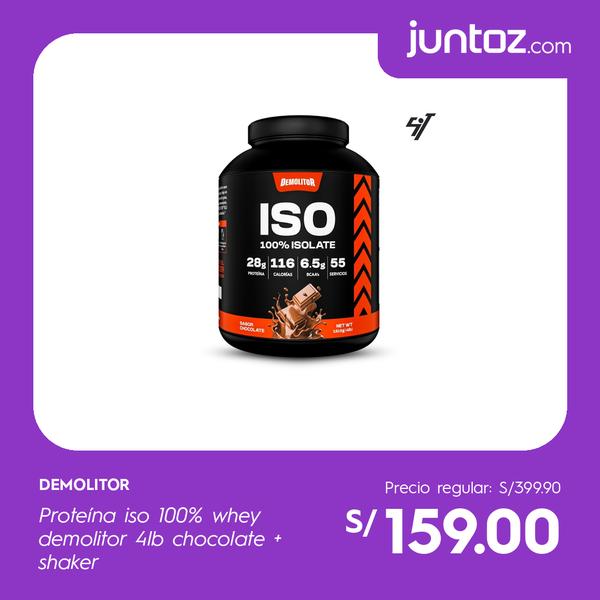 juntoz.com
DEMOLITOR
ISO
100% ISOLATE
28g 116 6.5g 55
PROTEÍNA CALORÍAS BCAA's SERVICIOS
SABOR CHOCOLATE
NET WT
DEMOLITOR
Precio regular: S/399.90
Proteína iso 100% whey
demolitor 4lb chocolate +
shaker
S/159.00